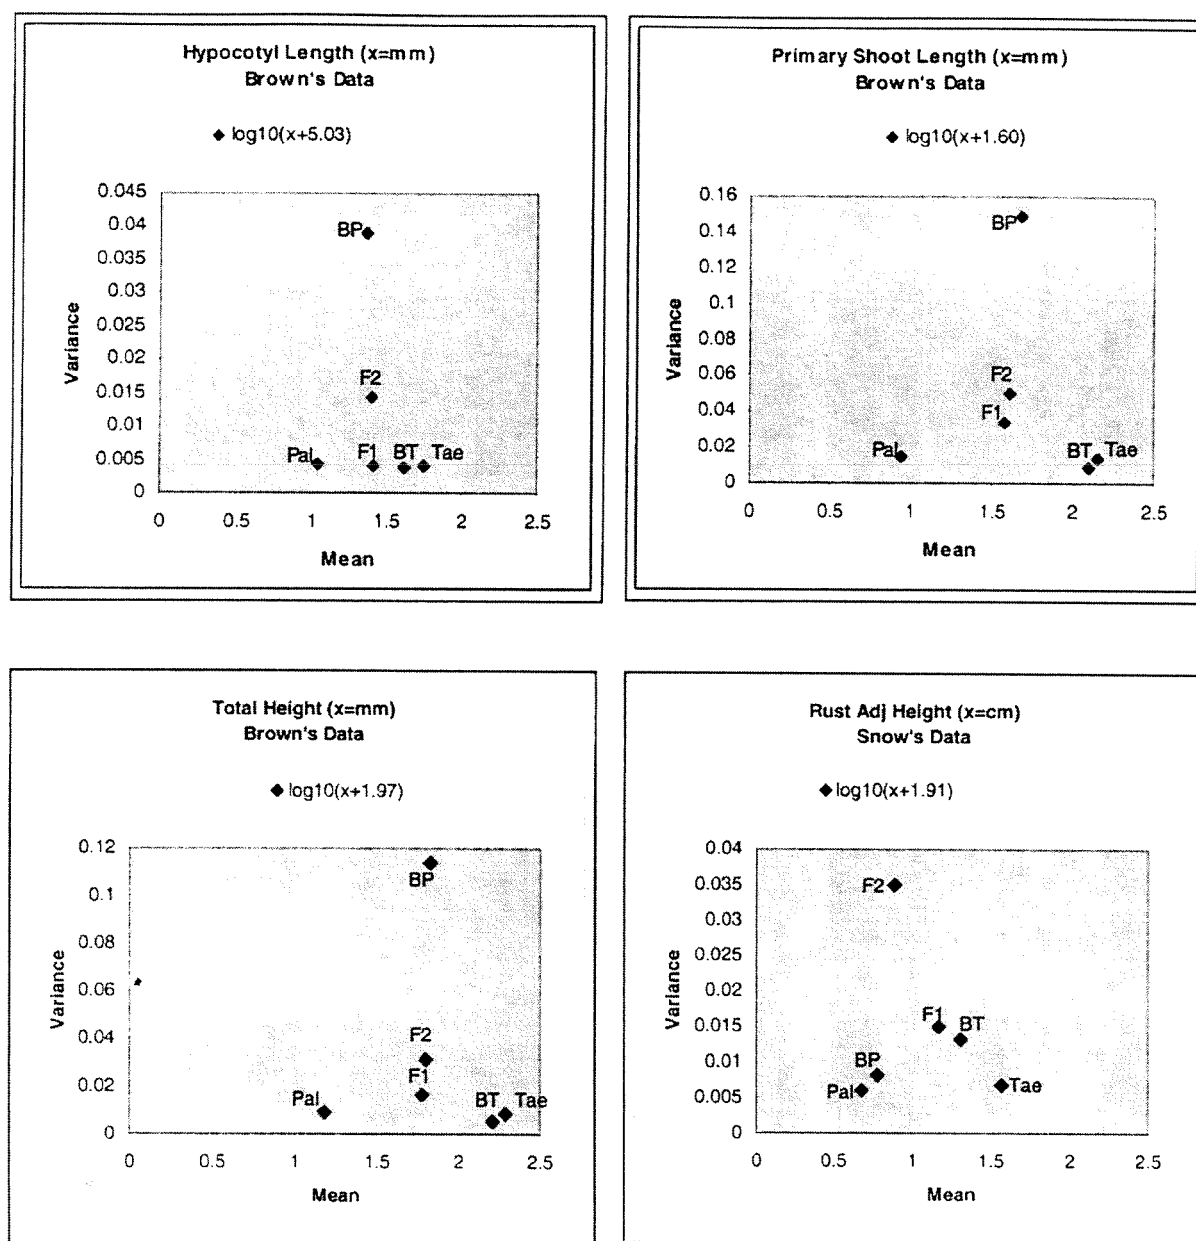 Hypocotyl Length (x=mm)
Brown's Data
log10(x+5.03)
0.045
0.04
0.035
0.03
0.025
0.02
0.015
0.01
0.005
0
Variance
BP
F2
Pal
F1
BT
Tae
0 0.5 1 1.5 2 2.5
Mean
Primary Shoot Length (x=mm)
Brown's Data
log10(x+1.60)
0.16
0.14
0.12
0.1
0.08
0.06
0.04
0.02
0
Variance
BP
F2
F1
Pal
BT
Tae
0 0.5 1 1.5 2 2.5
Mean
Total Height (x=mm)
Brown's Data
log10(x+1.97)
0.12
0.1
0.08
0.06
0.04
0.02
0
Variance
BP
F2
F1
Pal
BT
Tae
0 0.5 1 1.5 2 2.5
Mean
Rust Adj Height (x=cm)
Snow's Data
log10(x+1.91)
0.04
0.035
0.03
0.025
0.02
0.015
0.01
0.005
0
Variance
F2
F1
BT
BP
Pal
Tae
0 0.5 1 1.5 2 2.5
Mean